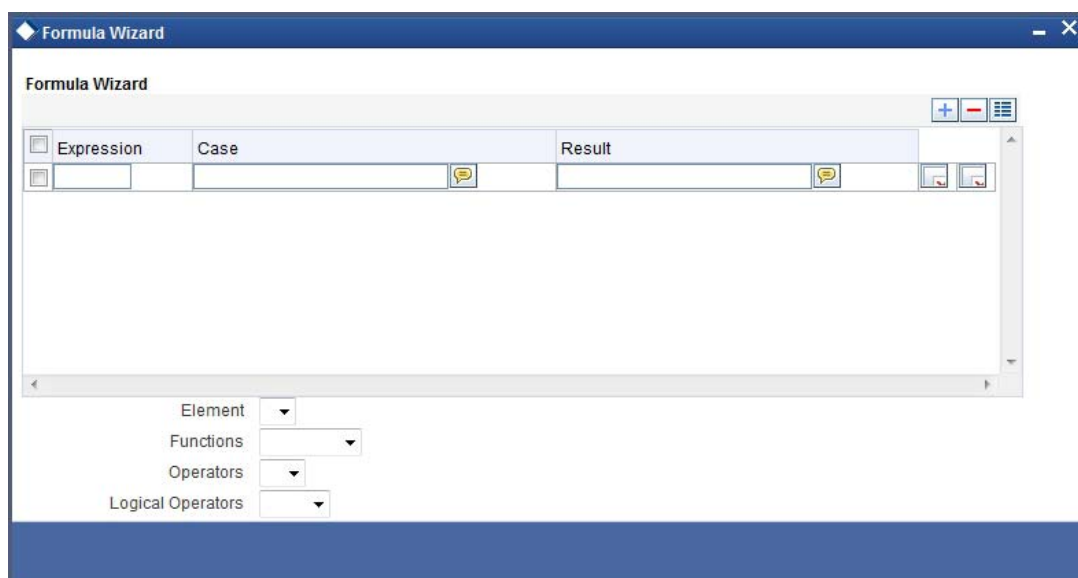 Formula Wizard
Formula Wizard
Expression Case Result
Element
Functions
Operators
Logical Operators